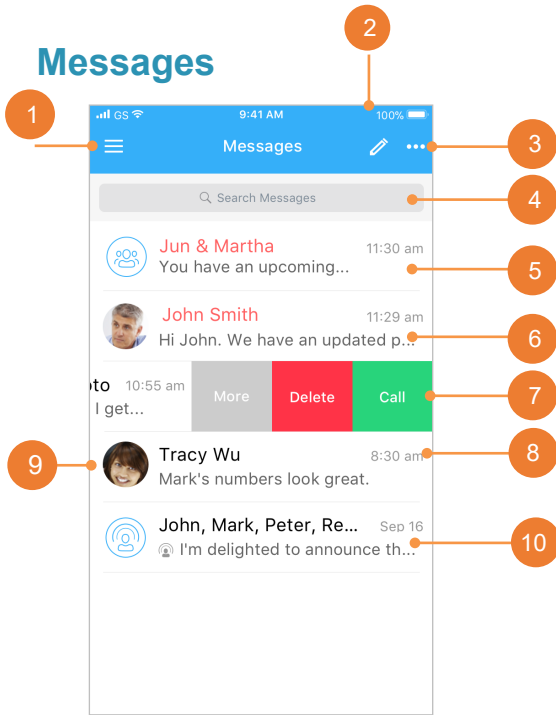 2
Messages
1
GS 9:41 AM 100%
Messages
3
Search Messages
4
Jun & Martha 11:30 am
You have an upcoming...
5
John Smith 11:29 am
Hi John. We have an updated p...
6
oto 10:55 am
I get...
More Delete Call
7
Tracy Wu 8:30 am
Mark's numbers look great.
8
9
John, Mark, Peter, Re... Sep 16
I'm delighted to announce th...
10